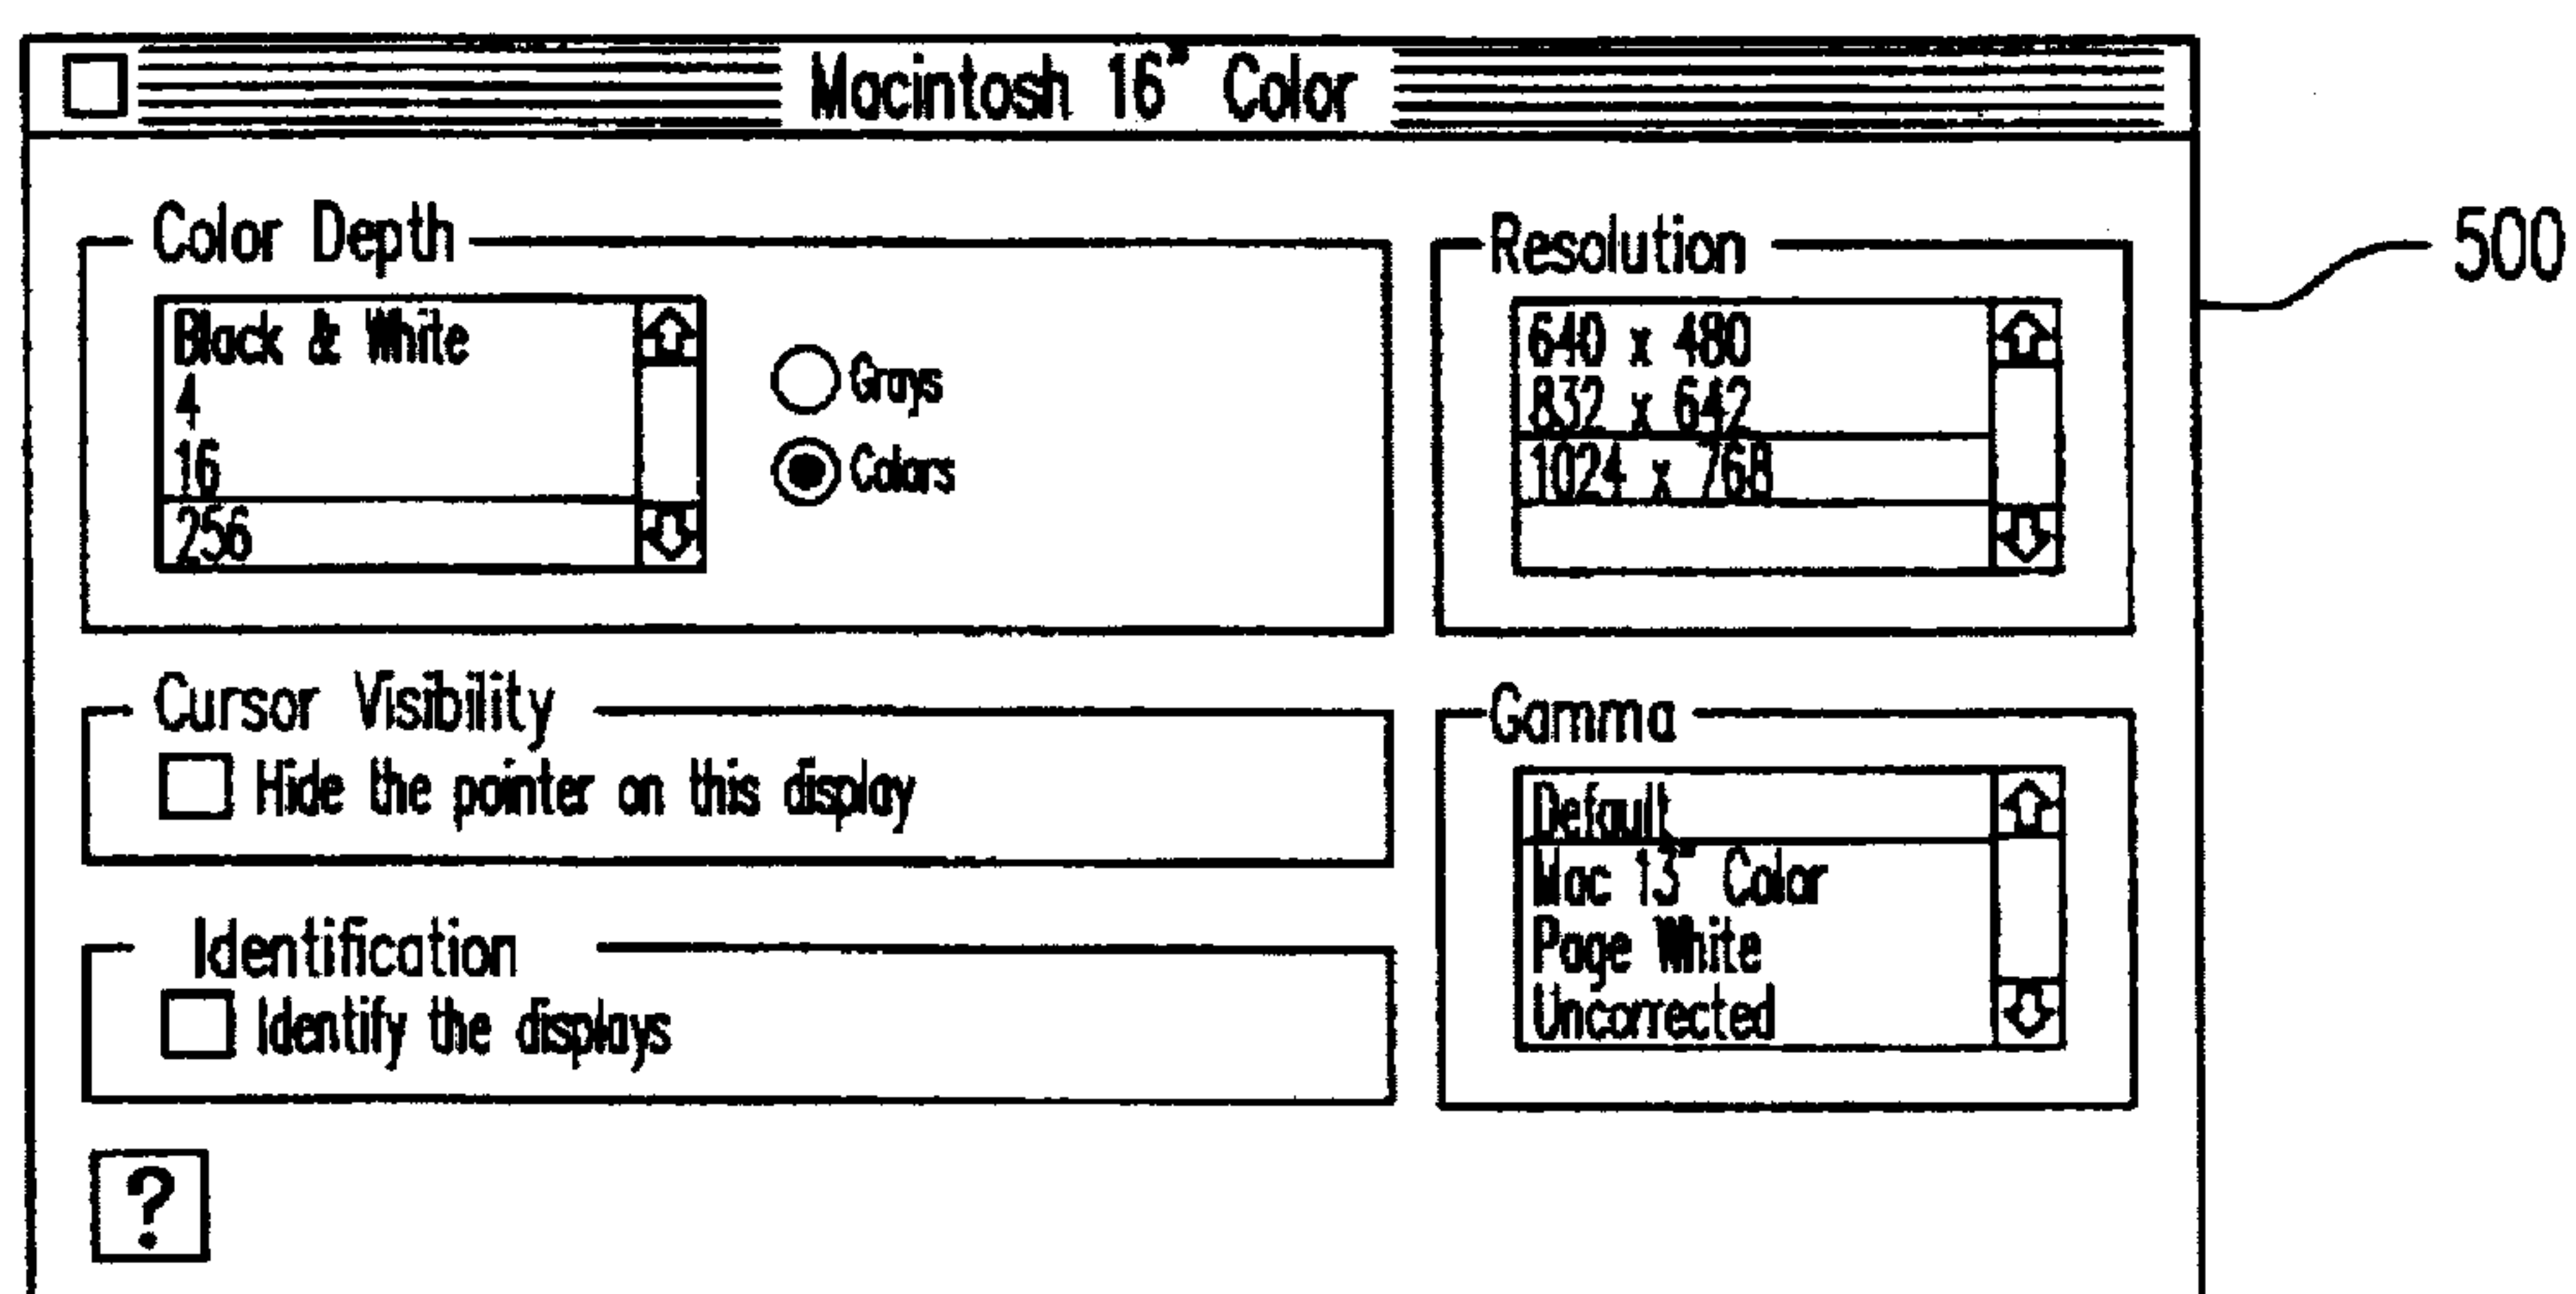 Macintosh 16" Color
500
Color Depth
Black & White
4
16
256
Grays
Colors
Resolution
640 x 480
832 x 642
1024 x 768
Cursor Visibility
Hide the pointer on this display
Gamma
Default
Mac 13" Color
Page White
Uncorrected
Identification
Identify the displays
?